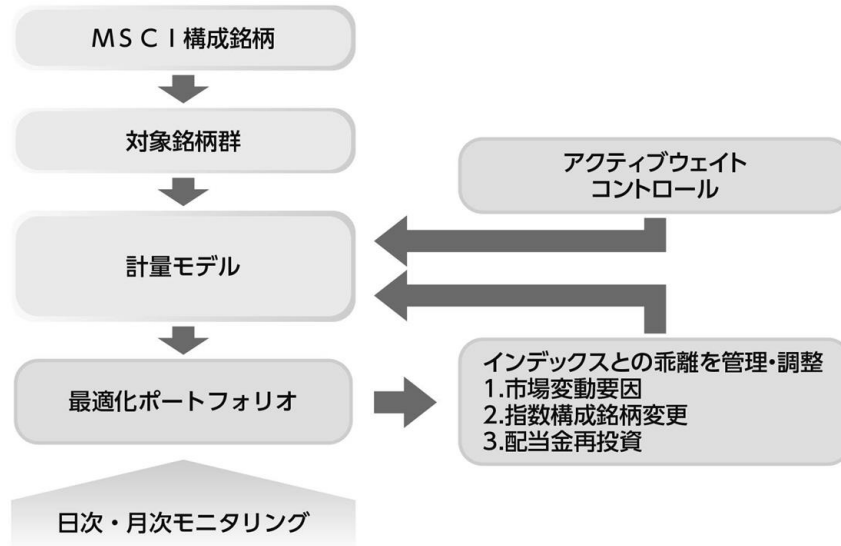 ＭＳＣＩ構成銘柄
対象銘柄群
アクティブウェイト
コントロール
計量モデル
最適化ポートフォリオ
インデックスとの乖離を管理・調整
1.市場変動要因
2.指数構成銘柄変更
3.配当金再投資
日次・月次モニタリング